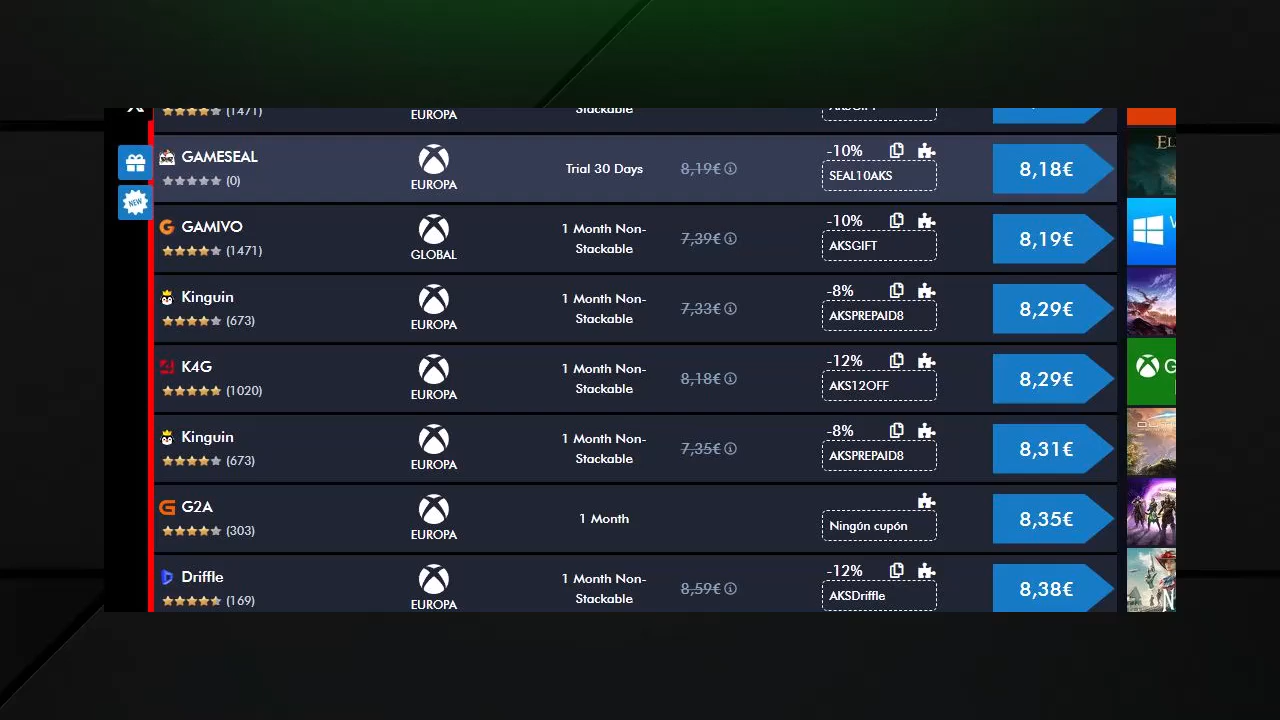 (1471)
EUROPA
Stackable
AKSGIFT
GAMESEAL
(0)
EUROPA
Trial 30 Days
8,19€
-10%
SEAL10AKS
8,18€
NEW
GAMIVO
(1471)
GLOBAL
1 Month Non-
Stackable
7,39€
-10%
AKSGIFT
8,19€
Kinguin
(673)
EUROPA
1 Month Non-
Stackable
7,33€
-8%
AKSPREPAID8
8,29€
K4G
(1020)
EUROPA
1 Month Non-
Stackable
8,18€
-12%
AKS12OFF
8,29€
Kinguin
(673)
EUROPA
1 Month Non-
Stackable
7,35€
-8%
AKSPREPAID8
8,31€
G2A
(303)
EUROPA
1 Month
Ningún cupón
8,35€
Driffle
(169)
EUROPA
1 Month Non-
Stackable
8,59€
-12%
AKSDriffle
8,38€